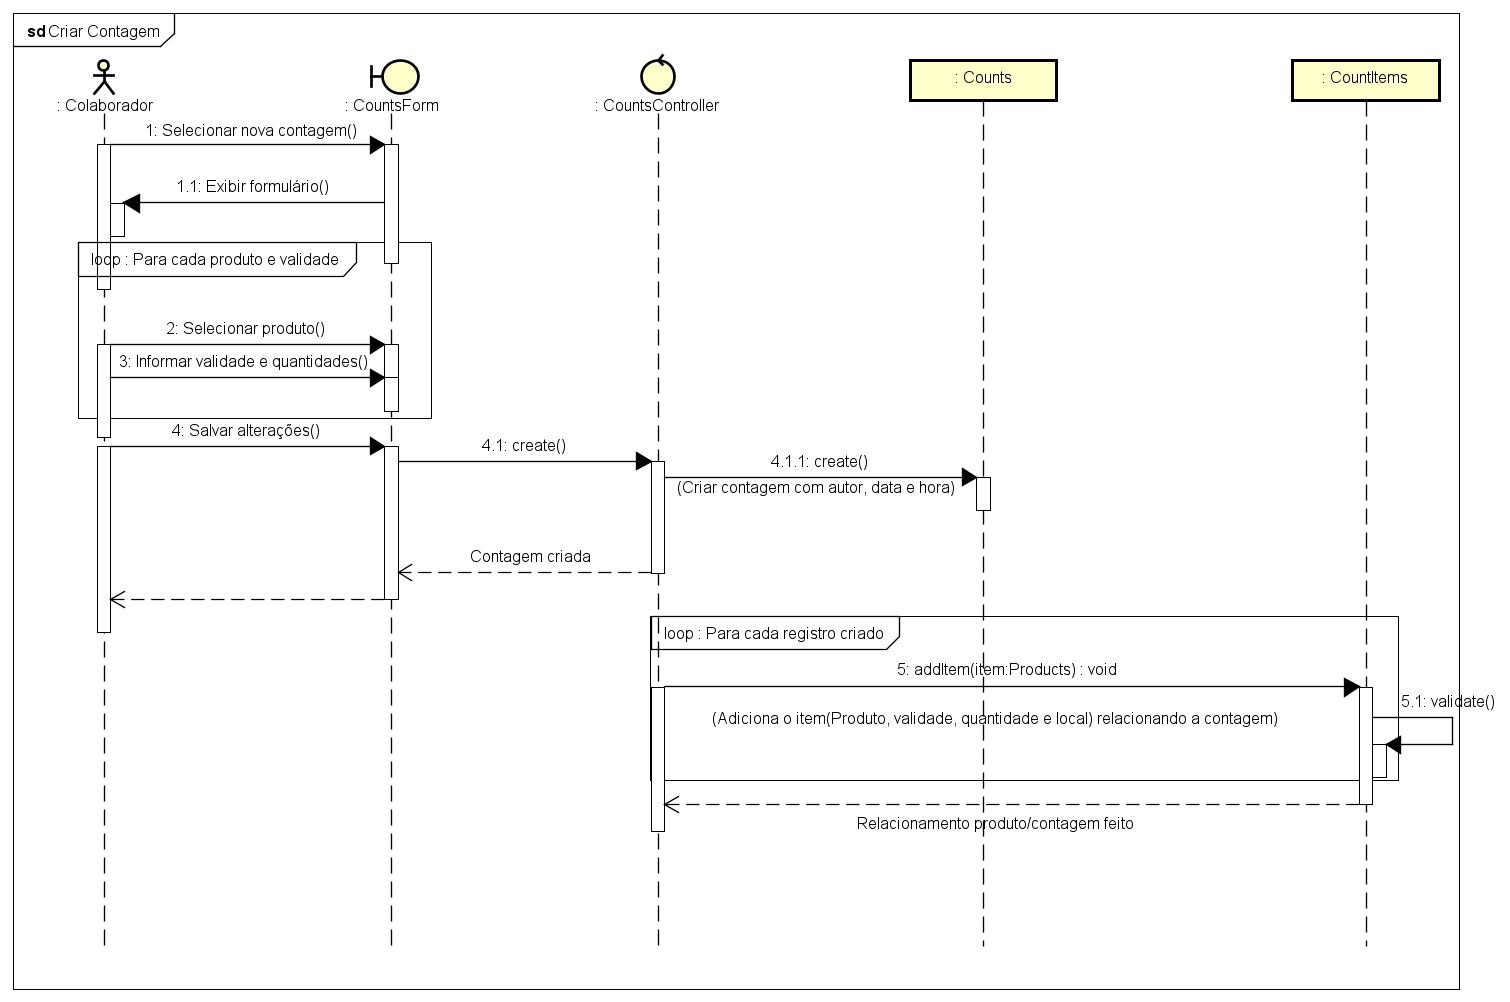 sd Criar Contagem
: Colaborador
: CountsForm
: CountsController
: Counts
: CountItems
1: Selecionar nova contagem()
1.1: Exibir formulário()
loop : Para cada produto e validade
2: Selecionar produto()
3: Informar validade e quantidades()
4: Salvar alterações()
4.1: create()
4.1.1: create()
(Criar contagem com autor, data e hora)
Contagem criada
loop : Para cada registro criado
5: addItem(item:Products) : void
5.1: validate()
(Adiciona o item(Produto, validade, quantidade e local) relacionando a contagem)
Relacionamento produto/contagem feito